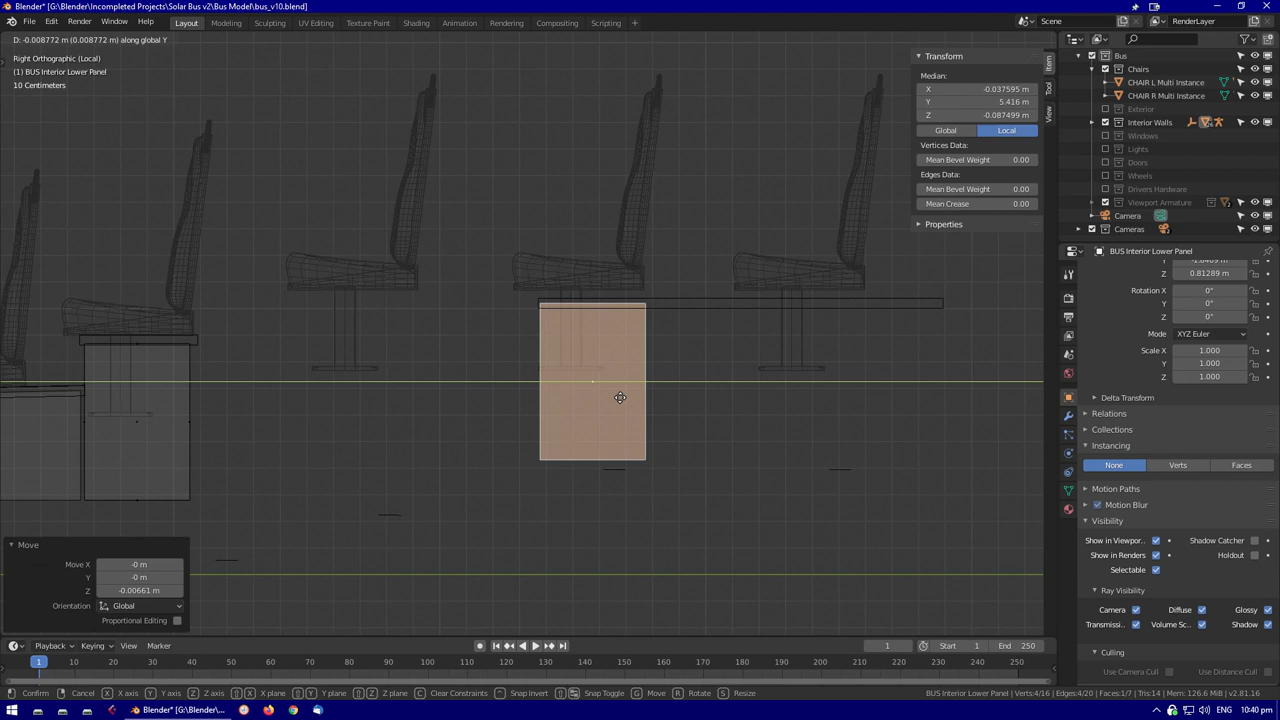 Blender* [G:\Incompleted Projects\Solar Bus v2\Bus Model\bus_v10.blend]
File Edit Render Window Help Layout Modeling Sculpting UV Editing Texture Paint Shading Animation Rendering Compositing Scripting Scene RenderLayer
D: -0.008772 m (0.008772 m) along global Y
Right Orthographic (Local)
(1) BUS Interior Lower Panel
10 Centimeters
Transform
Median:
X -0.037595 m
Y 5.416 m
Z -0.087499 m
Global Local
Vertices Data:
Mean Bevel Weight 0.00
Edges Data:
Mean Bevel Weight 0.00
Mean Crease 0.00
Properties
Item
Tool
View
Bus
Chairs
CHAIR L Multi Instance
CHAIR R Multi Instance
Exterior
Interior Walls
Windows
Lights
Doors
Wheels
Drivers Hardware
Viewport Armature
Camera
Cameras
BUS Interior Lower Panel
Z 0.81289 m
Rotation X 0°
Y 0°
Z 0°
Mode XYZ Euler
Scale X 1.000
Y 1.000
Z 1.000
Delta Transform
Relations
Collections
Instancing
None Verts Faces
Motion Paths
Motion Blur
Visibility
Show in Viewpor.. Shadow Catcher
Show in Renders Holdout
Selectable
Ray Visibility
Camera Diffuse Glossy
Transmissi.. Volume Sc.. Shadow
Culling
Use Camera Cull Use Distance Cull
Move
Move X -0 m
Y -0 m
Z -0.00661 m
Orientation Global
Proportional Editing
Playback Keying View Marker 1 Start 1 End 250
1 10 20 30 40 50 60 70 80 90 100 110 120 130 140 150 160 170 180 190 200 210 220 230 240 250
Confirm Cancel X X axis Y Y axis Z Z axis X X plane Y Y plane Z Z plane C Clear Constraints Snap Invert Snap Toggle G Move R Rotate S Resize BUS Interior Lower Panel | Verts:4/16 | Edges:4/20 | Faces:1/7 | Tris:14 | Mem: 126.6 MiB | v2.81.16
Blender* [G:\Incom... ENG 10:40 pm